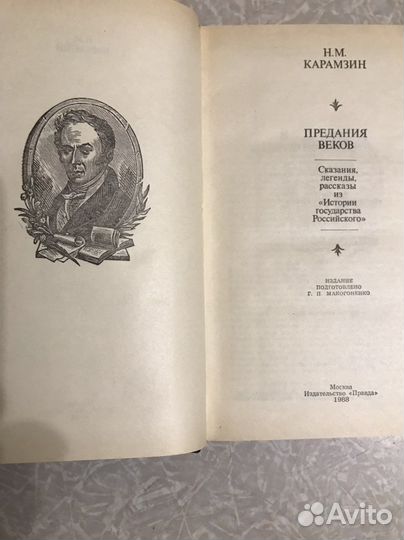 Н.М.
КАРАМЗИН
ПРЕДАНИЯ
ВЕКОВ
Сказания,
легенды,
рассказы
из
«Истории
государства
Российского»
ИЗДАНИЕ
ПОДГОТОВЛЕНО
Г. П. МАКОГОНЕНКО
Москва
Издательство «Правда»
1988
Avito